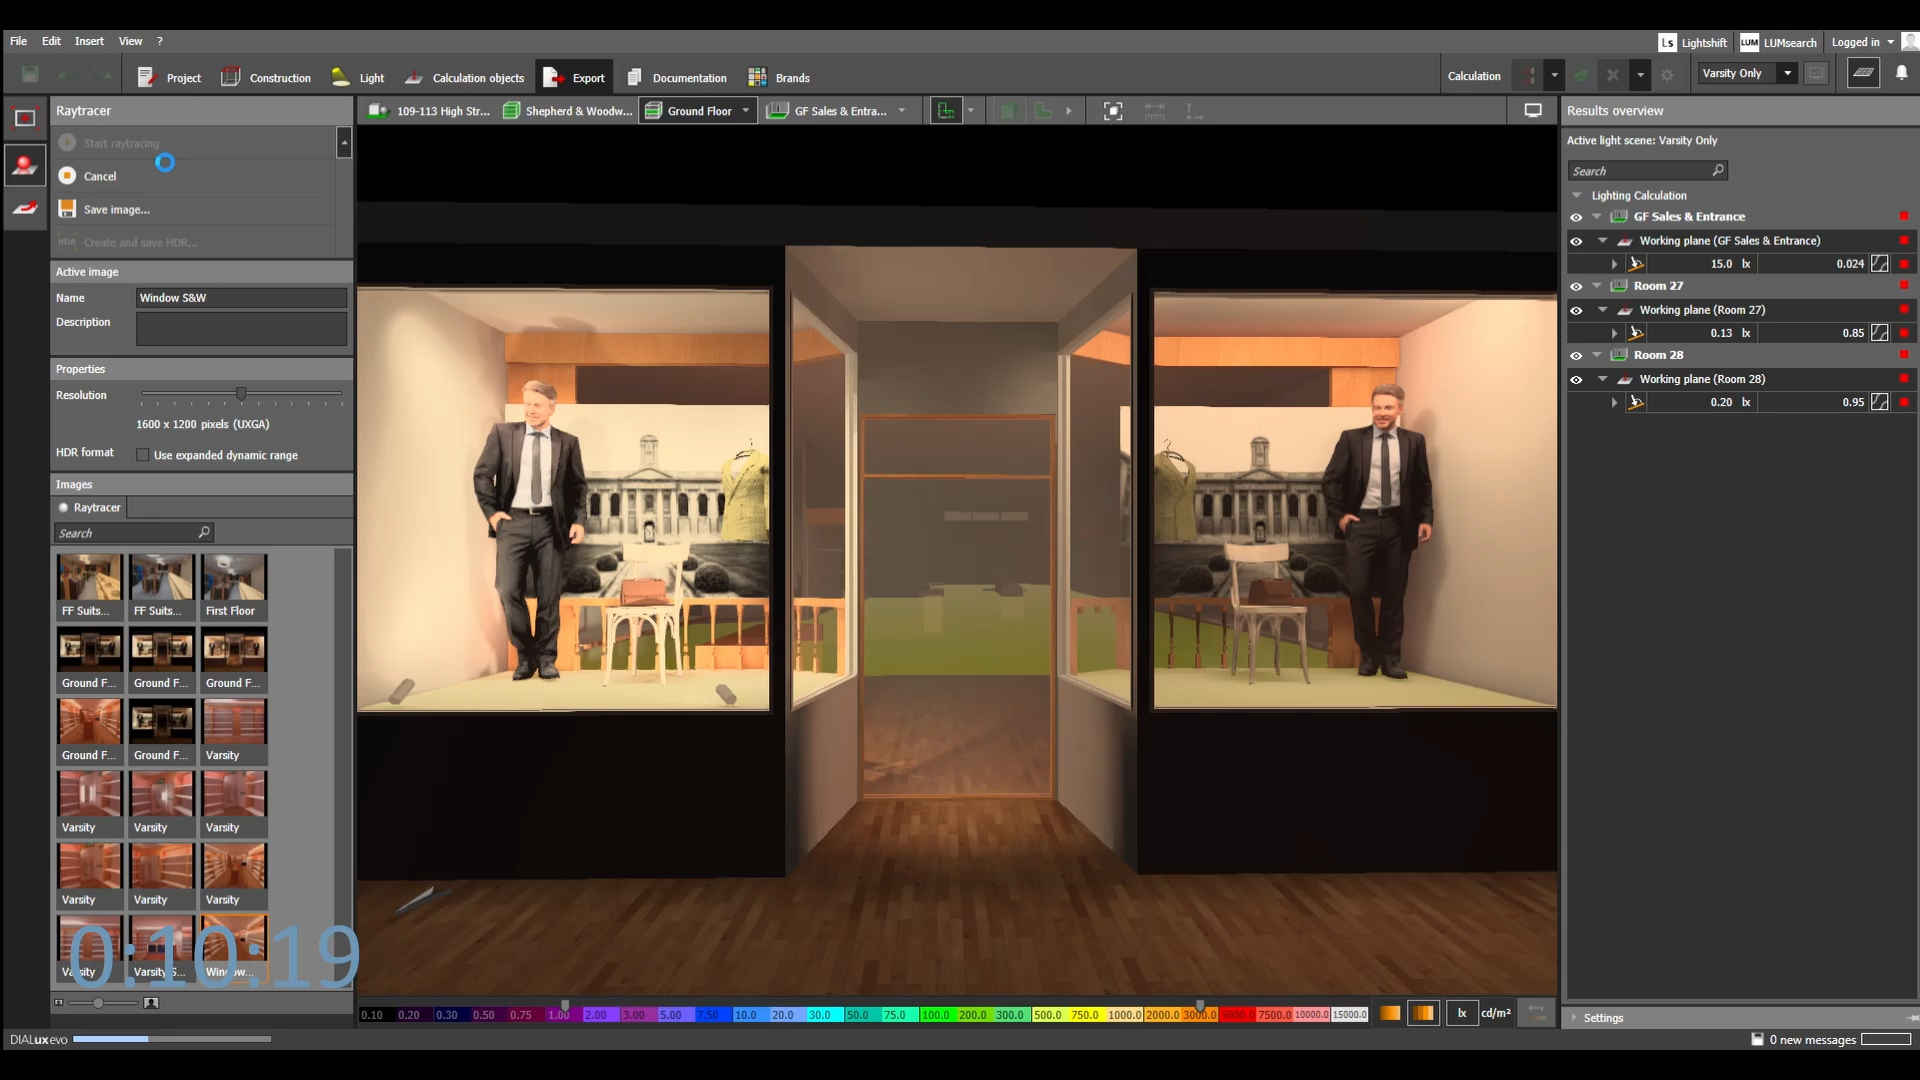 File Edit Insert View ?
Ls Lightshift LUM LUMsearch Logged in
Project Construction Light Calculation objects Export Documentation Brands
Calculation Varsity Only
Raytracer
109-113 High Str... Shepherd & Woodw... Ground Floor GF Sales & Entra...
Results overview
Start raytracing
Cancel
Save image...
HDR Create and save HDR...
Active image
Name Window S&W
Description
Properties
Resolution
1600 x 1200 pixels (UXGA)
HDR format Use expanded dynamic range
Images
Raytracer
Search
FF Suits... FF Suits... First Floor
Ground F... Ground F... Ground F...
Ground F... Ground F... Varsity
Varsity Varsity Varsity
Varsity Varsity Varsity
Varsity Varsity S... Window...
0:10:19
Active light scene: Varsity Only
Search
Lighting Calculation
GF Sales & Entrance
Working plane (GF Sales & Entrance)
15.0 lx 0.024
Room 27
Working plane (Room 27)
0.13 lx 0.85
Room 28
Working plane (Room 28)
0.20 lx 0.95
0.10 0.20 0.30 0.50 0.75 1.00 2.00 3.00 5.00 7.50 10.0 20.0 30.0 50.0 75.0 100.0 200.0 300.0 500.0 750.0 1000.0 2000.0 3000.0 5000.0 7500.0 10000.0 15000.0
lx cd/m²
Settings
DIALux evo
0 new messages